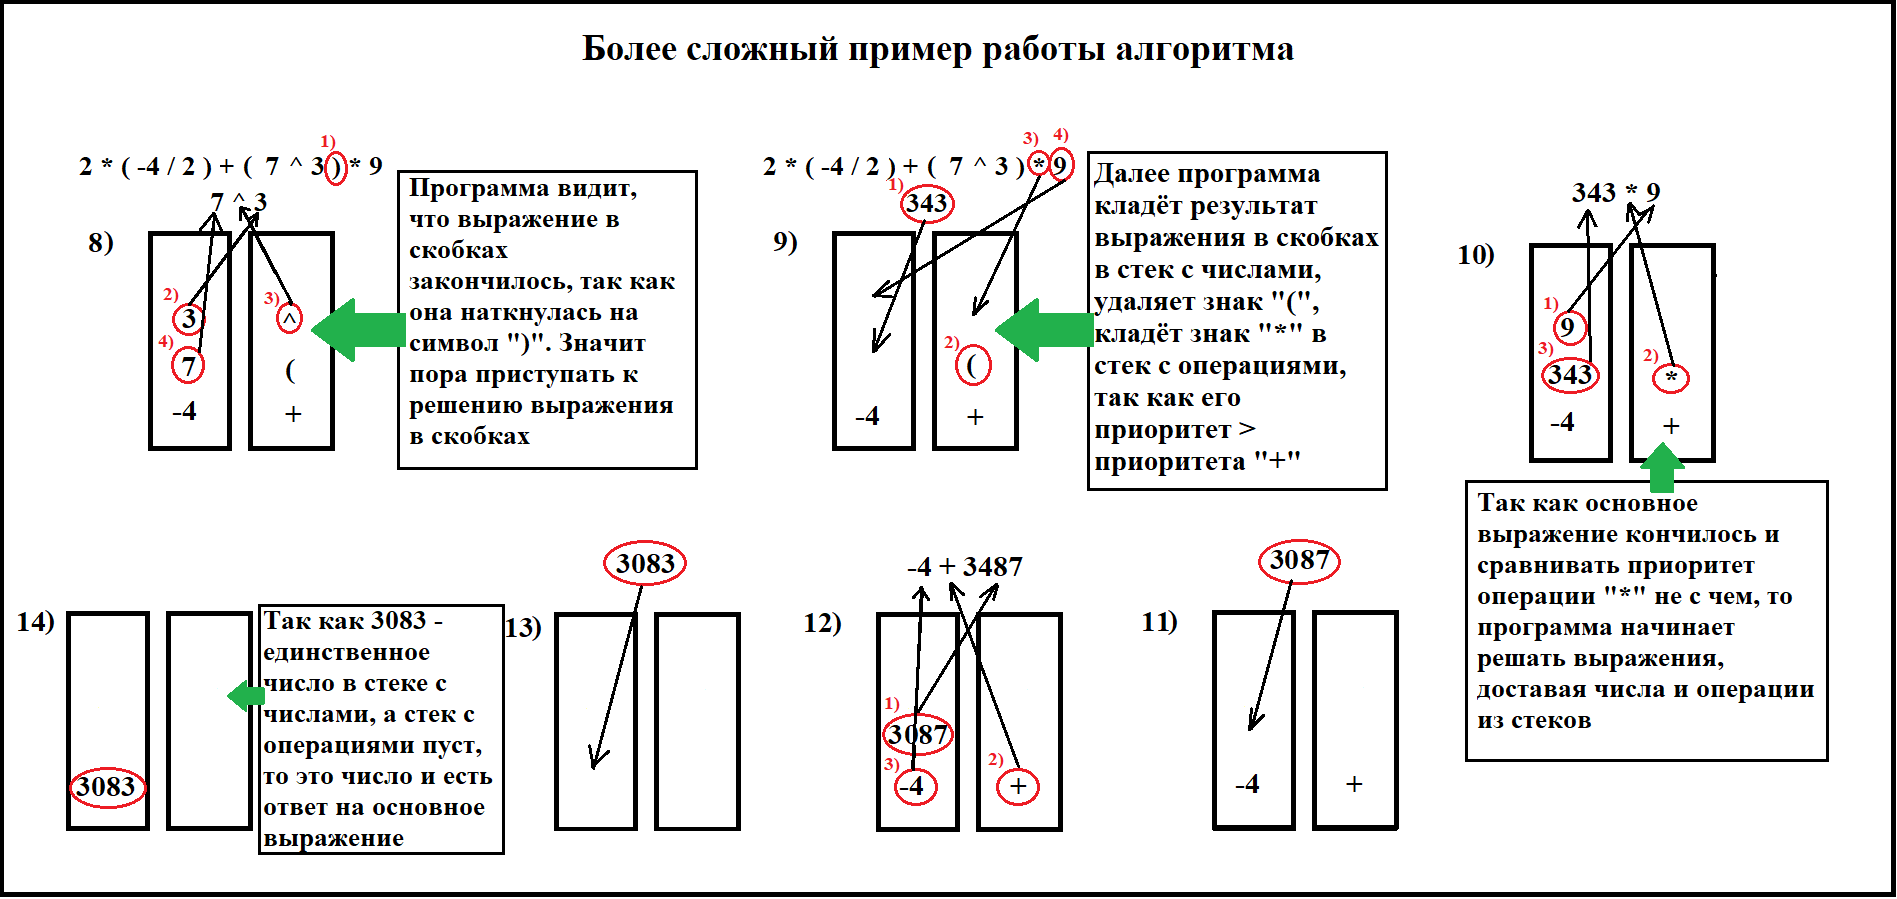 Более сложный пример работы алгоритма
8)
1)
2 * ( -4 / 2 ) + ( 7 ^ 3 ) * 9
7 ^ 3
2)
3
3)
^
4)
7
(
-4
+
Программа видит,
что выражение в
скобках
закончилось, так как
она наткнулась на
символ ")". Значит
пора приступать к
решению выражения
в скобках
9)
3)
4)
2 * ( -4 / 2 ) + ( 7 ^ 3 ) * 9
1)
343
2)
(
-4
+
Далее программа
кладёт результат
выражения в скобках
в стек с числами,
удаляет знак "(",
кладёт знак "*" в
стек с операциями,
так как его
приоритет >
приоритета "+"
10)
343 * 9
1)
9
3)
343
2)
*
-4
+
Так как основное
выражение кончилось и
сравнивать приоритет
операции "*" не с чем, то
программа начинает
решать выражения,
доставая числа и операции
из стеков
11)
3087
-4
+
12)
-4 + 3487
1)
3087
3)
-4
2)
+
13)
3083
14)
3083
Так как 3083 -
единственное
число в стеке с
числами, а стек с
операциями пуст,
то это число и есть
ответ на основное
выражение